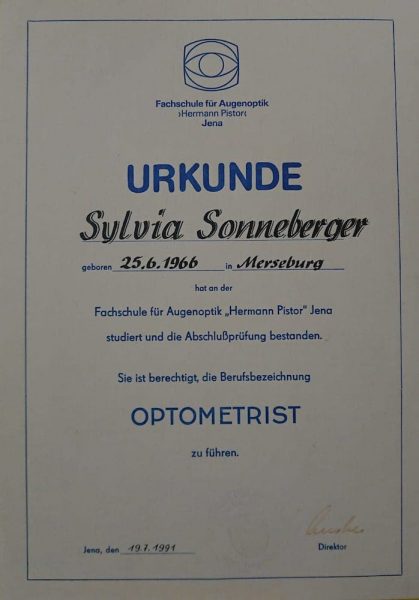 Fachschule für Augenoptik
›Hermann Pistor‹
Jena
URKUNDE
Sylvia Sonneberger
geboren 25.6.1966 in Merseburg
hat an der
Fachschule für Augenoptik „Hermann Pistor" Jena
studiert und die Abschlußprüfung bestanden.
Sie ist berechtigt, die Berufsbezeichnung
OPTOMETRIST
zu führen.
Jena, den 19.7.1991
Direktor